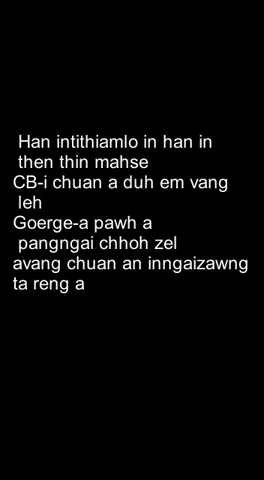 Han intithiamlo in han in
then thin mahse
CB-i chuan a duh em vang
leh
Goerge-a pawh a
pangngai chhoh zel
avang chuan an inngaizawng
ta reng a